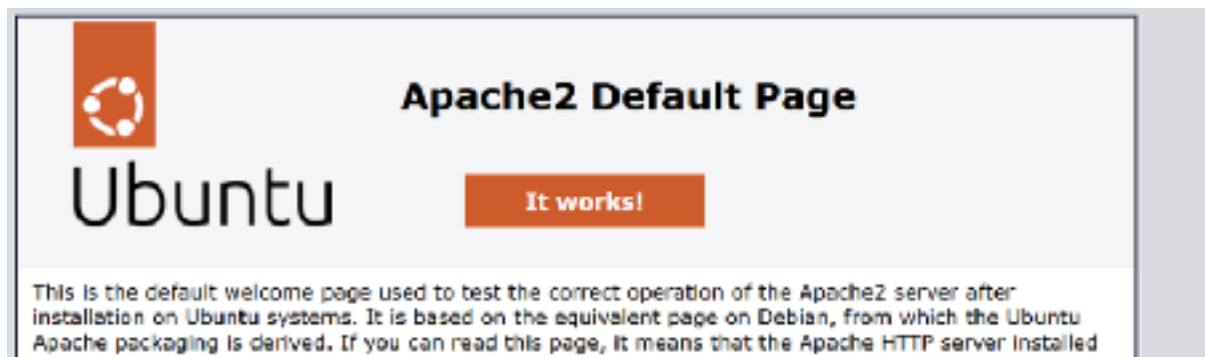 Apache2 Default Page
Ubuntu
It works!
This is the default welcome page used to test the correct operation of the Apache2 server after
installation on Ubuntu systems. It is based on the equivalent page on Debian, from which the Ubuntu
Apache packaging is derived. If you can read this page, it means that the Apache HTTP server installed